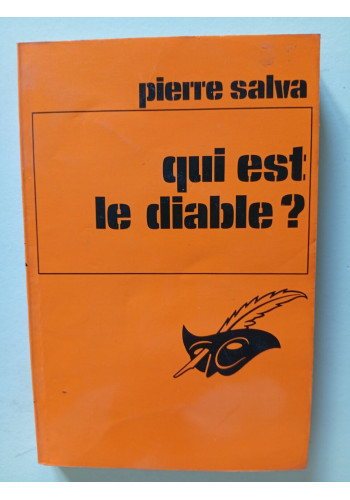 pierre salva
qui est
le diable ?